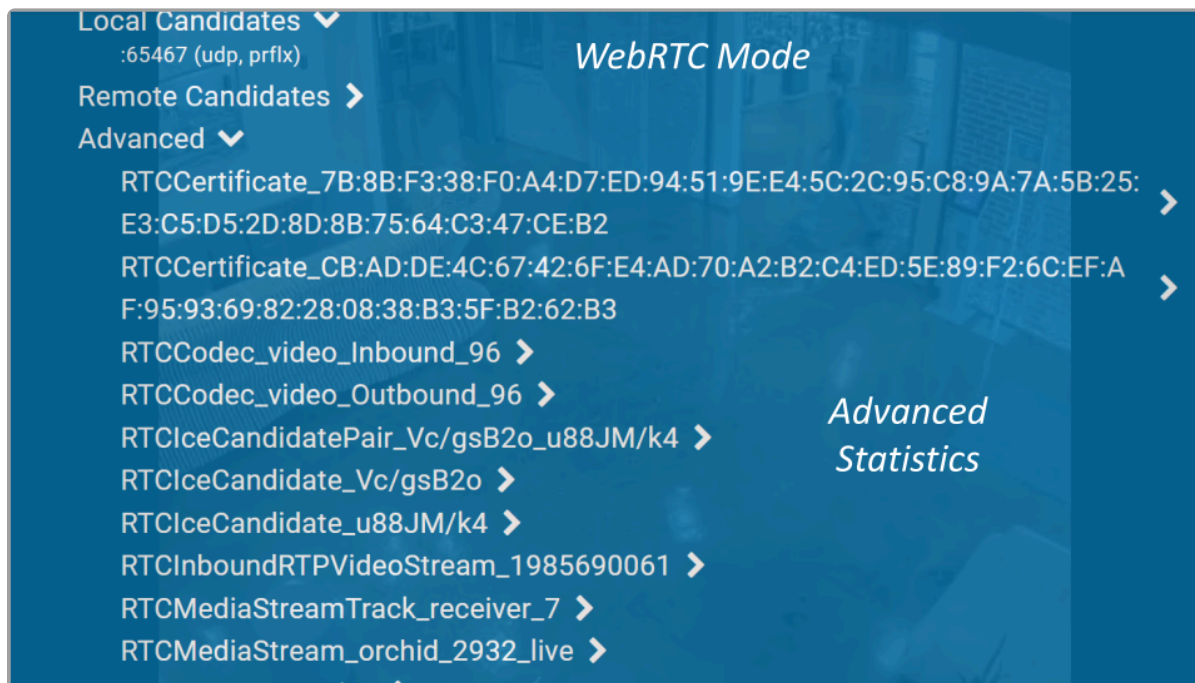 Local Candidates
:65467 (udp, prflx)
WebRTC Mode
Remote Candidates
Advanced
RTCCertificate_7B:8B:F3:38:F0:A4:D7:ED:94:51:9E:E4:5C:2C:95:C8:9A:7A:5B:25:
E3:C5:D5:2D:8D:8B:75:64:C3:47:CE:B2
RTCCertificate_CB:AD:DE:4C:67:42:6F:E4:AD:70:A2:B2:C4:ED:5E:89:F2:6C:EF:A
F:95:93:69:82:28:08:38:B3:5F:B2:62:B3
RTCCodec_video_Inbound_96
RTCCodec_video_Outbound_96
RTCIceCandidatePair_Vc/gsB2o_u88JM/k4
RTCIceCandidate_Vc/gsB2o
RTCIceCandidate_u88JM/k4
RTCInboundRTPVideoStream_1985690061
RTCMediaStreamTrack_receiver_7
RTCMediaStream_orchid_2932_live
Advanced
Statistics